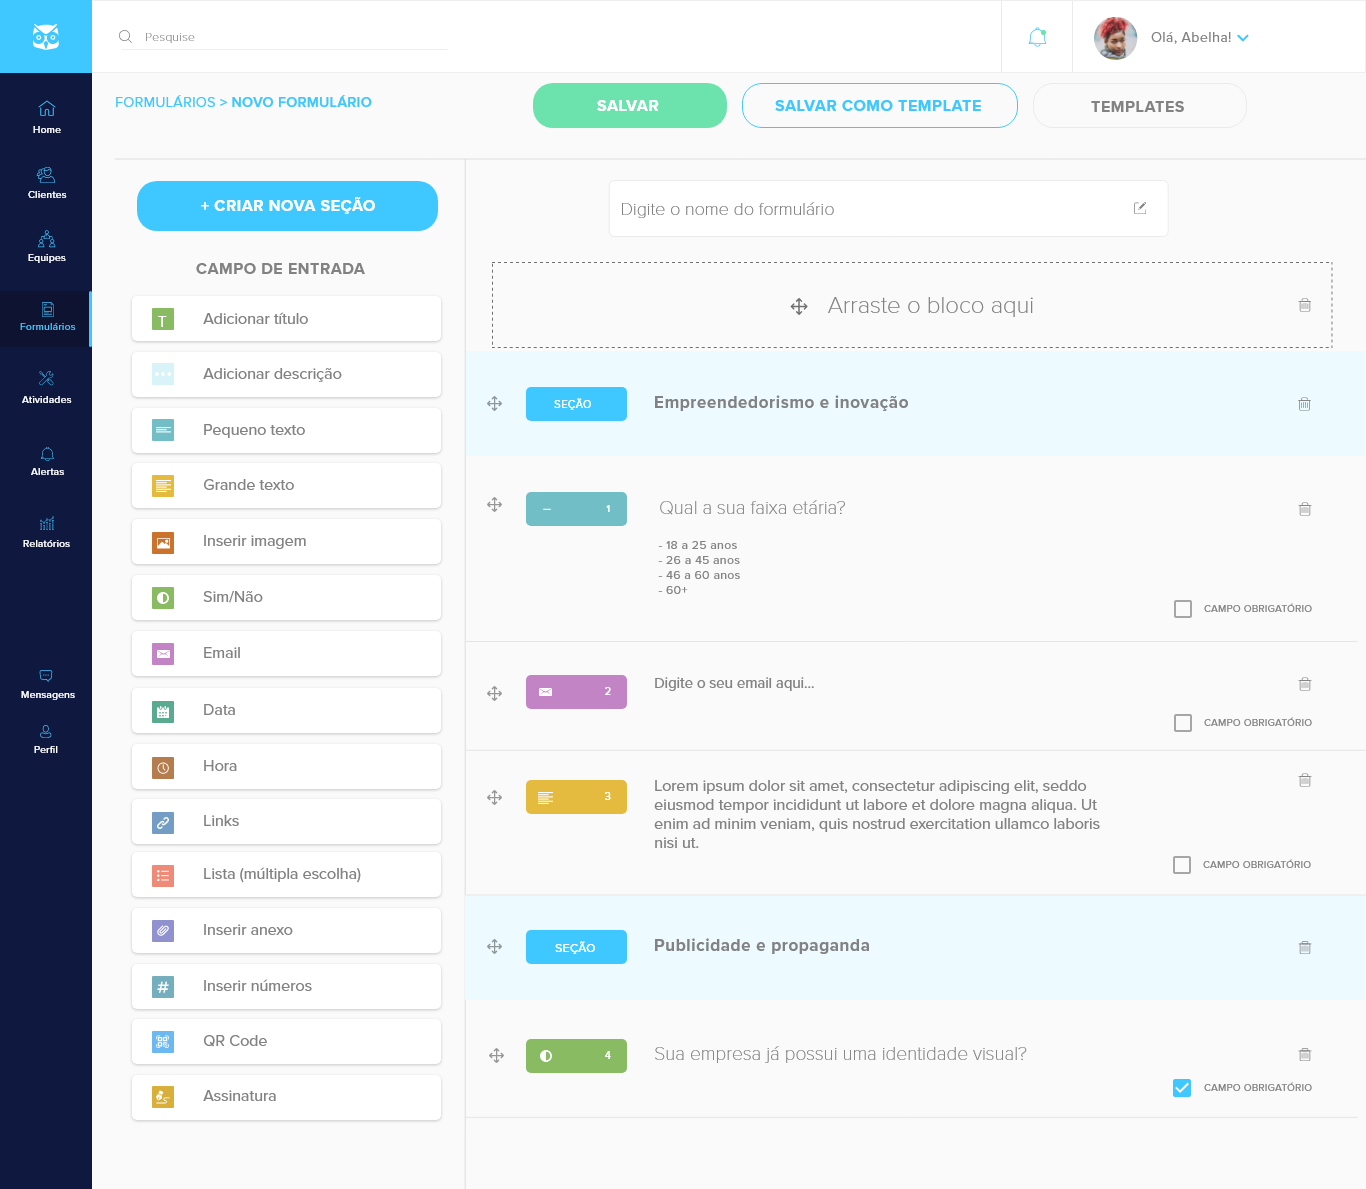 Pesquise
Olá, Abelha!
FORMULÁRIOS > NOVO FORMULÁRIO
SALVAR
SALVAR COMO TEMPLATE
TEMPLATES
Home
Clientes
Equipes
Formulários
Atividades
Alertas
Relatórios
Mensagens
Perfil
+ CRIAR NOVA SEÇÃO
CAMPO DE ENTRADA
T Adicionar título
Adicionar descrição
Pequeno texto
Grande texto
Inserir imagem
Sim/Não
Email
Data
Hora
Links
Lista (múltipla escolha)
Inserir anexo
# Inserir números
QR Code
Assinatura
Digite o nome do formulário
Arraste o bloco aqui
SEÇÃO
Empreendedorismo e inovação
1
Qual a sua faixa etária?
- 18 a 25 anos
- 26 a 45 anos
- 46 a 60 anos
- 60+
CAMPO OBRIGATÓRIO
2
Digite o seu email aqui...
CAMPO OBRIGATÓRIO
3
Lorem ipsum dolor sit amet, consectetur adipiscing elit, seddo
eiusmod tempor incididunt ut labore et dolore magna aliqua. Ut
enim ad minim veniam, quis nostrud exercitation ullamco laboris
nisi ut.
CAMPO OBRIGATÓRIO
SEÇÃO
Publicidade e propaganda
4
Sua empresa já possui uma identidade visual?
CAMPO OBRIGATÓRIO